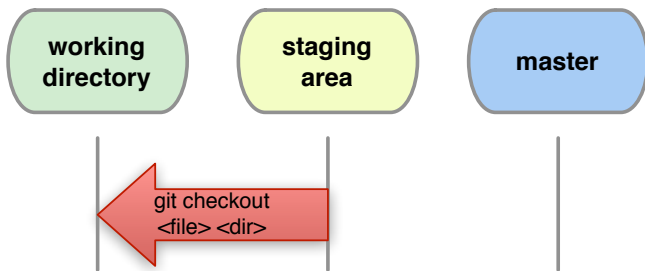 working
directory
staging
area
master
git checkout
<file> <dir>